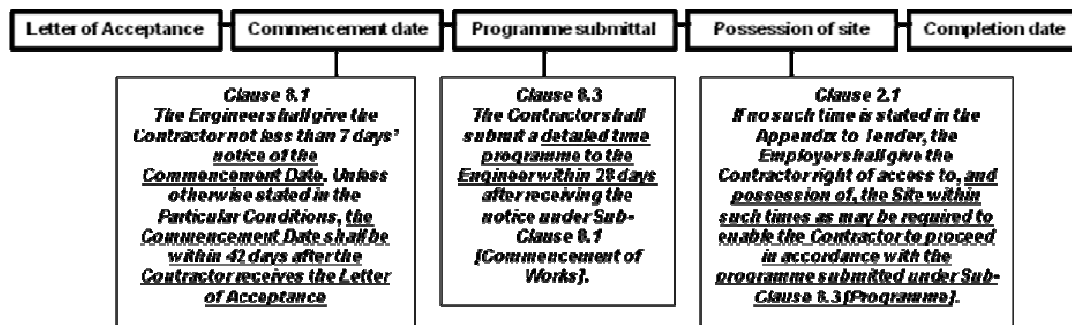 Letter of Acceptance
Commencement date
Programme submittal
Possession of site
Completion date
Clause 8.1
The Engineer shall give the
Contractor not less than 7 days'
notice of the
Commencement Date. Unless
otherwise stated in the
Particular Conditions, the
Commencement Date shall be
within 42 days after the
Contractor receives the Letter
of Acceptance
Clause 8.3
The Contractor shall
submit a detailed time
programme to the
Engineer within 28 days
after receiving the
notice under Sub-
Clause 8.1
[Commencement of
Works].
Clause 2.1
If no such time is stated in the
Appendix to Tender, the
Employer shall give the
Contractor right of access to, and
possession of, the Site within
such times as may be required to
enable the Contractor to proceed
in accordance with the
programme submitted under Sub-
Clause 8.3 [Programme].